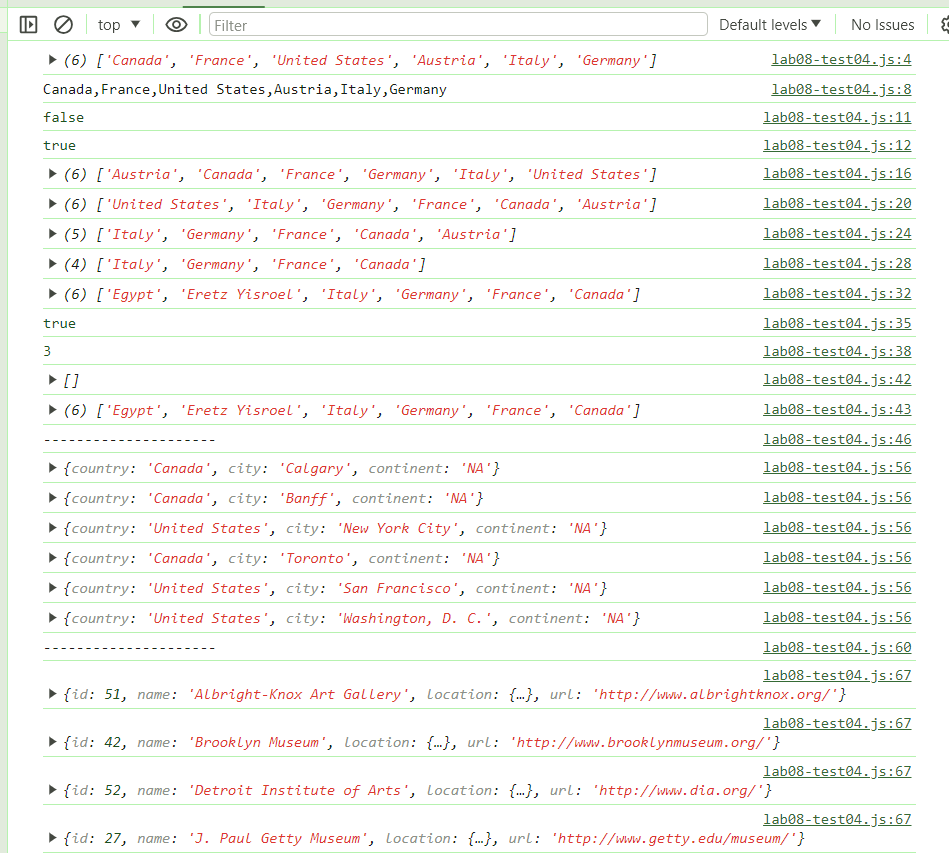 top Filter Default levels No Issues
(6) ['Canada', 'France', 'United States', 'Austria', 'Italy', 'Germany'] lab08-test04.js:4
Canada,France,United States,Austria,Italy,Germany lab08-test04.js:8
false lab08-test04.js:11
true lab08-test04.js:12
(6) ['Austria', 'Canada', 'France', 'Germany', 'Italy', 'United States'] lab08-test04.js:16
(6) ['United States', 'Italy', 'Germany', 'France', 'Canada', 'Austria'] lab08-test04.js:20
(5) ['Italy', 'Germany', 'France', 'Canada', 'Austria'] lab08-test04.js:24
(4) ['Italy', 'Germany', 'France', 'Canada'] lab08-test04.js:28
(6) ['Egypt', 'Eretz Yisroel', 'Italy', 'Germany', 'France', 'Canada'] lab08-test04.js:32
true lab08-test04.js:35
3 lab08-test04.js:38
[] lab08-test04.js:42
(6) ['Egypt', 'Eretz Yisroel', 'Italy', 'Germany', 'France', 'Canada'] lab08-test04.js:43
--------------------- lab08-test04.js:46
{country: 'Canada', city: 'Calgary', continent: 'NA'} lab08-test04.js:56
{country: 'Canada', city: 'Banff', continent: 'NA'} lab08-test04.js:56
{country: 'United States', city: 'New York City', continent: 'NA'} lab08-test04.js:56
{country: 'Canada', city: 'Toronto', continent: 'NA'} lab08-test04.js:56
{country: 'United States', city: 'San Francisco', continent: 'NA'} lab08-test04.js:56
{country: 'United States', city: 'Washington, D. C.', continent: 'NA'} lab08-test04.js:56
--------------------- lab08-test04.js:60
lab08-test04.js:67
{id: 51, name: 'Albright-Knox Art Gallery', location: {…}, url: 'http://www.albrightknox.org/'}
lab08-test04.js:67
{id: 42, name: 'Brooklyn Museum', location: {…}, url: 'http://www.brooklynmuseum.org/'}
lab08-test04.js:67
{id: 52, name: 'Detroit Institute of Arts', location: {…}, url: 'http://www.dia.org/'}
lab08-test04.js:67
{id: 27, name: 'J. Paul Getty Museum', location: {…}, url: 'http://www.getty.edu/museum/'}